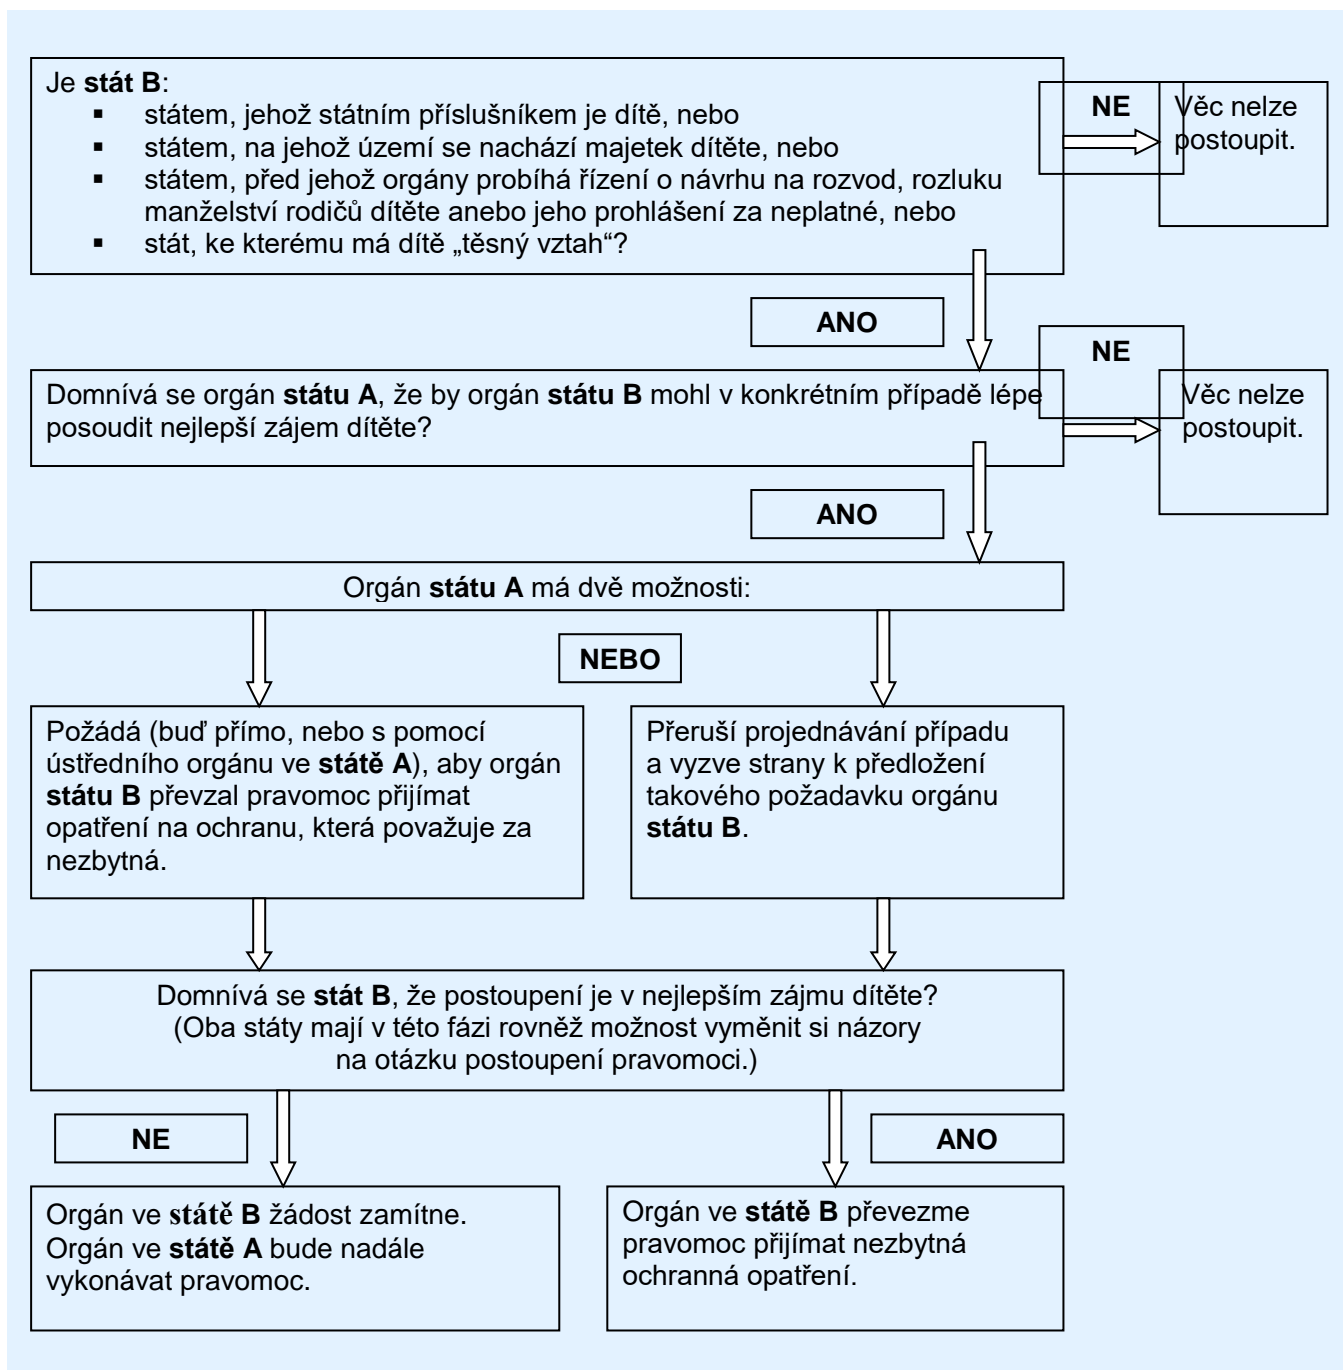 Je stát B:
▪ státem, jehož státním příslušníkem je dítě, nebo
▪ státem, na jehož území se nachází majetek dítěte, nebo
▪ státem, před jehož orgány probíhá řízení o návrhu na rozvod, rozluku
manželství rodičů dítěte anebo jeho prohlášení za neplatné, nebo
▪ stát, ke kterému má dítě „těsný vztah“?
NE
Věc nelze
postoupit.
ANO
Domnívá se orgán státu A, že by orgán státu B mohl v konkrétním případě lépe
posoudit nejlepší zájem dítěte?
NE
Věc nelze
postoupit.
ANO
Orgán státu A má dvě možnosti:
NEBO
Požádá (buď přímo, nebo s pomocí
ústředního orgánu ve státě A), aby orgán
státu B převzal pravomoc přijímat
opatření na ochranu, která považuje za
nezbytná.
Přeruší projednávání případu
a vyzve strany k předložení
takového požadavku orgánu
státu B.
Domnívá se stát B, že postoupení je v nejlepším zájmu dítěte?
(Oba státy mají v této fázi rovněž možnost vyměnit si názory
na otázku postoupení pravomoci.)
NE
ANO
Orgán ve státě B žádost zamítne.
Orgán ve státě A bude nadále
vykonávat pravomoc.
Orgán ve státě B převezme
pravomoc přijímat nezbytná
ochranná opatření.